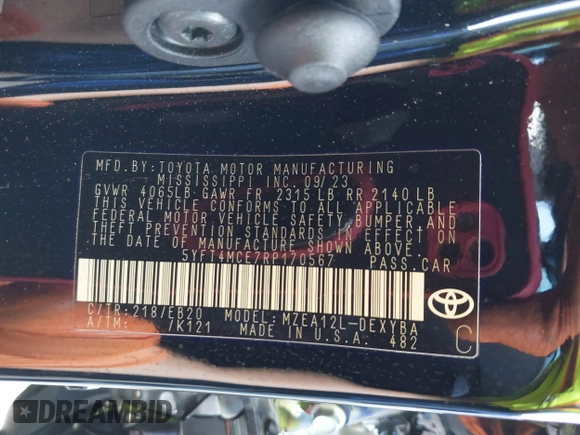 MFD.BY:TOYOTA MOTOR MANUFACTURING
MISSISSIPPI INC. 09/23
GVWR 4065LB GAWR FR 2315 LB RR 2140 LB
THIS VEHICLE CONFORMS TO ALL APPLICABLE
FEDERAL MOTOR VEHICLE SAFETY, BUMPER, AND
THEFT PREVENTION STANDARDS IN EFFECT ON
THE DATE OF MANUFACTURE SHOWN ABOVE.
5YFT4MCE7RP170567 PASS.CAR
C/TR:218/EB20 MODEL:MZEA12L-DEXYBA
A/TM: /K121 MADE IN U.S.A. 482
C
DREAMBID